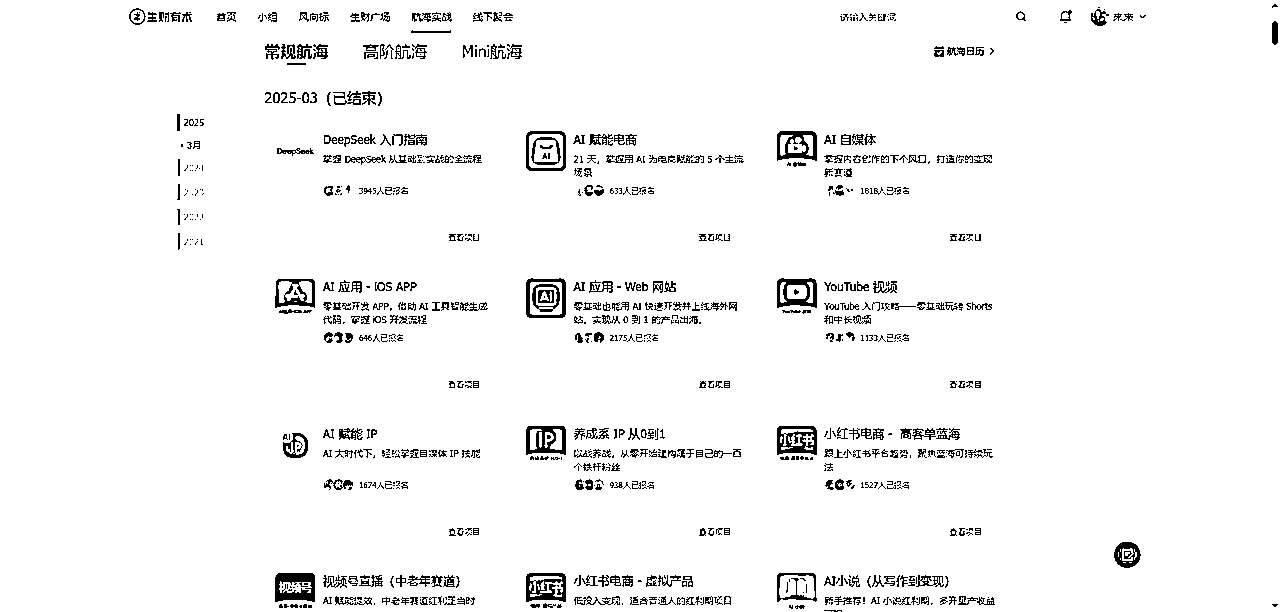 生财有术 首页 小组 风向标 生财广场 航海实战 线下聚会 请输入关键词
常规航海 高阶航海 Mini航海 航海日历
2025-03（已结束）
2025
3月
2024
2023
2022
2021
DeepSeek
DeepSeek 入门指南
掌握 DeepSeek 从基础到实战的全流程
3945人已报名
查看项目
AI
AI 赋能电商
21 天，掌握用 AI 为电商赋能的 5 个主流
场景
633人已报名
查看项目
AI 自媒体
掌握内容创作的下个风口，打造你的变现
新赛道
1818人已报名
查看项目
AI 应用 - iOS APP
零基础开发 APP，借助 AI 工具智能生成
代码，掌握 iOS 开发流程
646人已报名
查看项目
AI
AI 应用 - Web 网站
零基础也能用 AI 快速开发并上线海外网
站，实现从 0 到 1 的产品出海。
2175人已报名
查看项目
YouTube 视频
YouTube 入门攻略——零基础玩转 Shorts
和中长视频
1133人已报名
查看项目
AI
IP
AI 赋能 IP
AI 大时代下，轻松掌握自媒体 IP 技能
1674人已报名
查看项目
IP
养成系 IP 从0到1
以战养战，从零开始建构属于自己的一百
个铁杆粉丝
938人已报名
查看项目
小红书
小红书电商 - 高客单蓝海
跟上小红书平台趋势，聚焦蓝海可持续玩
法
1527人已报名
查看项目
视频号
视频号直播（中老年赛道）
AI 赋能提效，中老年赛道红利正当时
小红书
小红书电商 - 虚拟产品
低投入变现，适合普通人的红利期项目
AI小说（从写作到变现）
新手推荐！AI 小说红利期，多开量产收益